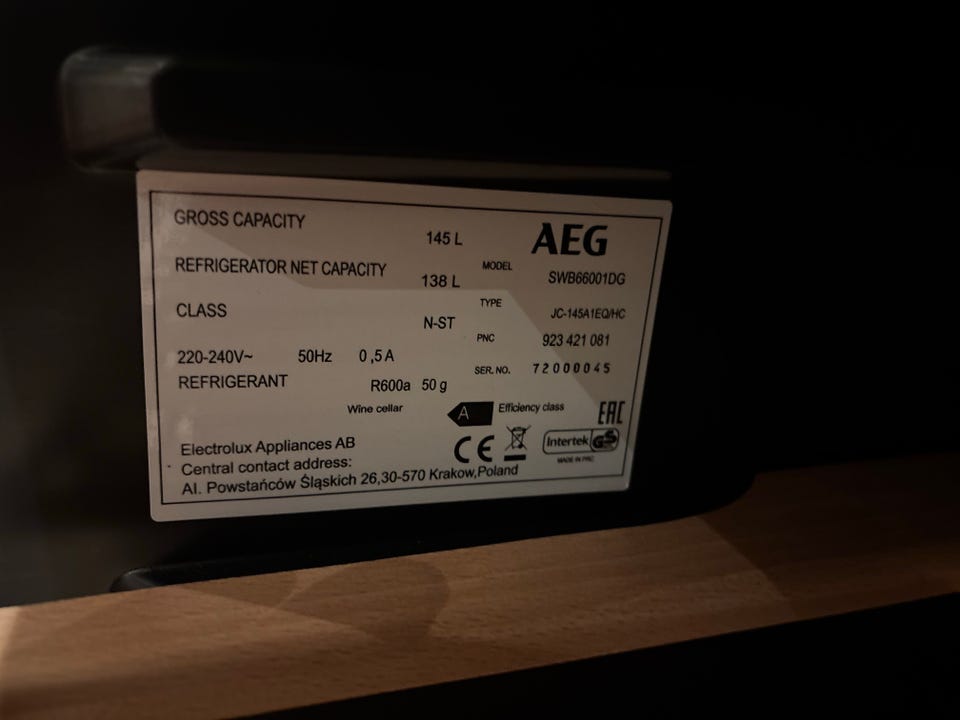 GROSS CAPACITY 145 L
REFRIGERATOR NET CAPACITY 138 L
CLASS N-ST
220-240V~ 50Hz 0,5 A
REFRIGERANT R600a 50 g
Wine cellar
AEG
MODEL SWB66001DG
TYPE JC-145A1EQ/HC
PNC 923 421 081
SER. NO. 72000045
A Efficiency class
EAC
CE
Intertek GS
MADE IN PRC
Electrolux Appliances AB
Central contact address:
Al. Powstańców Śląskich 26,30-570 Krakow,Poland